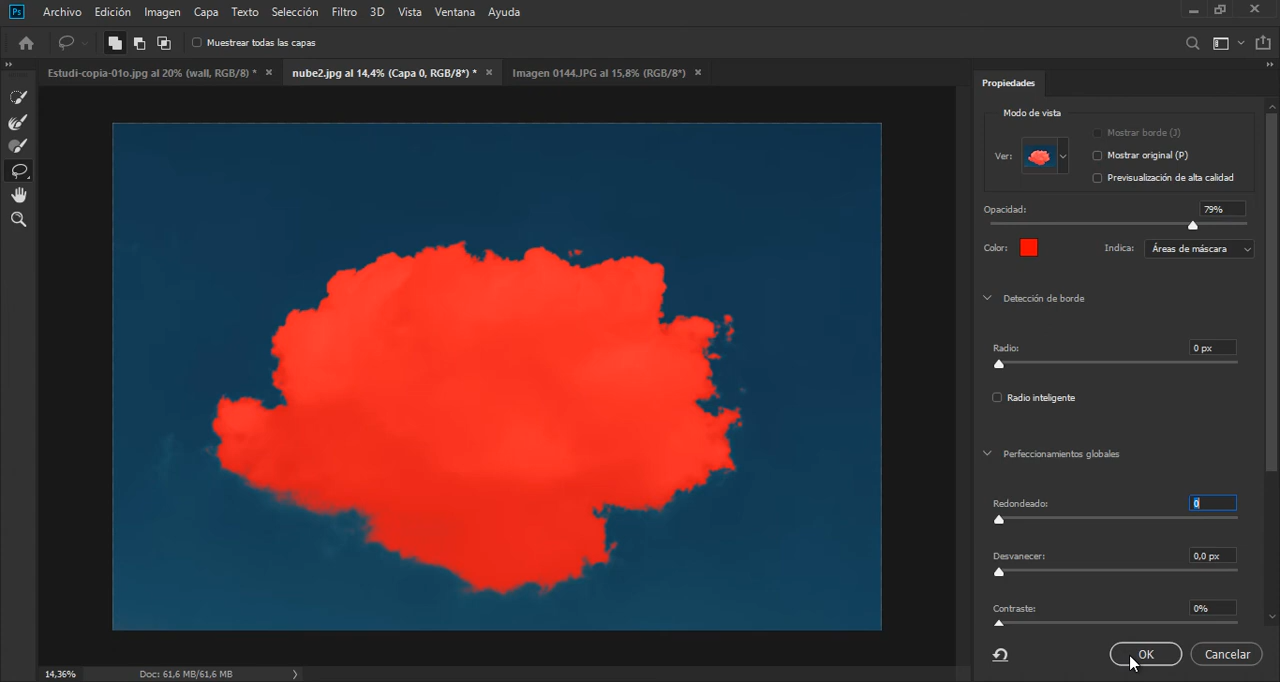 Ps Archivo Edición Imagen Capa Texto Selección Filtro 3D Vista Ventana Ayuda
Muestrear todas las capas
Estudi-copia-01o.jpg al 20% (wall, RGB/8) * × nube2.jpg al 14,4% (Capa 0, RGB/8*) * × Imagen 0144.JPG al 15,8% (RGB/8*) ×
Propiedades
Modo de vista
Mostrar borde (J)
Ver: Mostrar original (P)
Previsualización de alta calidad
Opacidad: 79%
Color: Indica: Áreas de máscara
Detección de borde
Radio: 0 px
Radio inteligente
Perfeccionamientos globales
Redondeado: 0
Desvanecer: 0,0 px
Contraste: 0%
OK Cancelar
14,36% Doc: 61,6 MB/61,6 MB